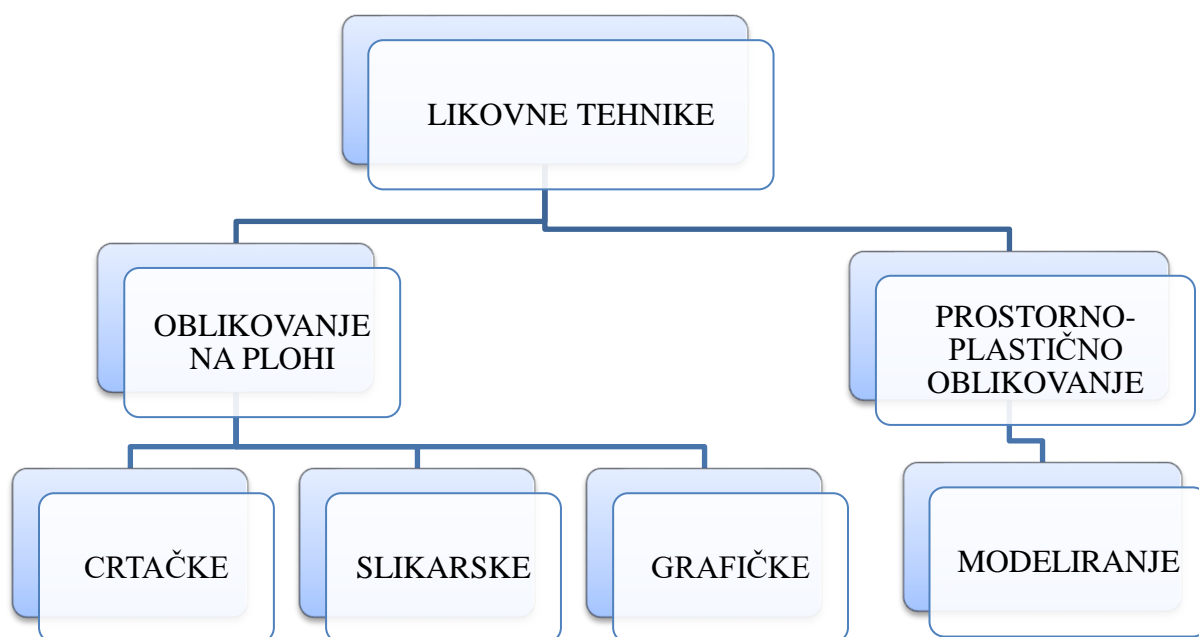 LIKOVNE TEHNIKE
OBLIKOVANJE
NA PLOHI
PROSTORNO-
PLASTIČNO
OBLIKOVANJE
CRTAČKE
SLIKARSKE
GRAFIČKE
MODELIRANJE